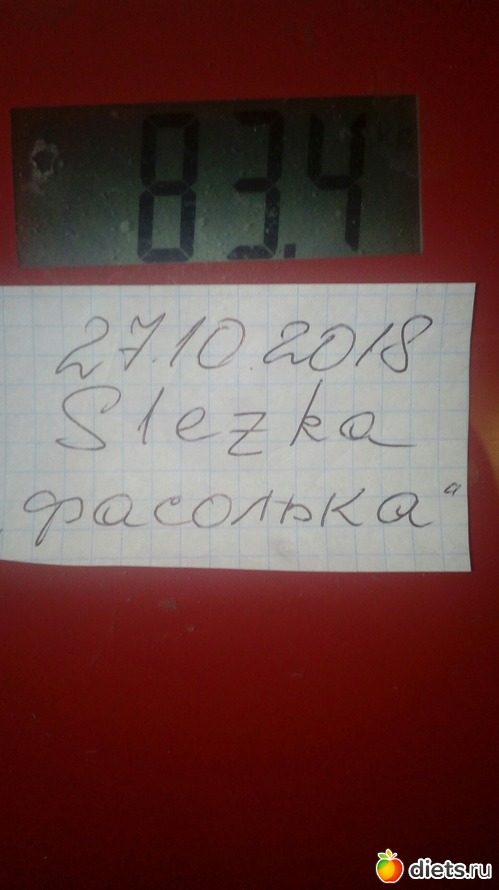 83.4
27.10.2018
Slezka
„фасолька“
diets.ru